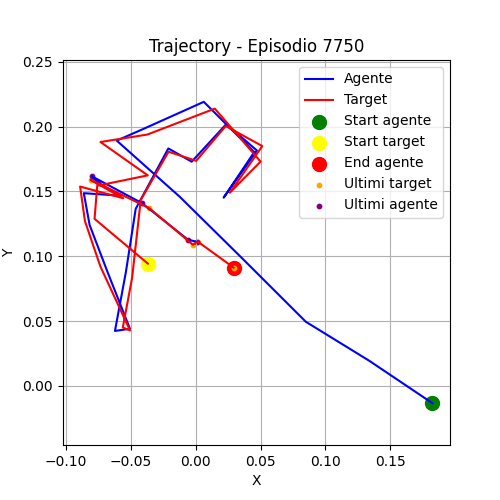 Trajectory - Episodio 7750
0.25
0.20
0.15
0.10
0.05
0.00
Y
−0.10
−0.05
0.00
0.05
0.10
0.15
X
Agente
Target
Start agente
Start target
End agente
Ultimi target
Ultimi agente